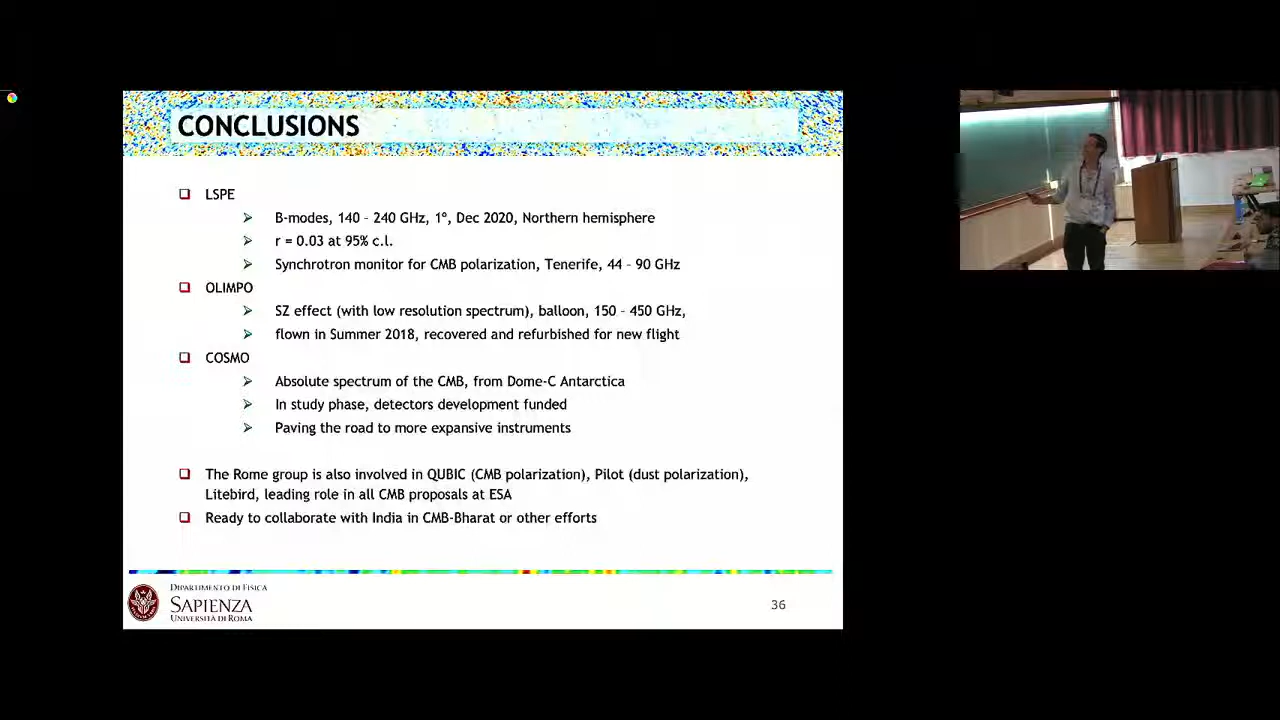 CONCLUSIONS
LSPE
B-modes, 140 – 240 GHz, 1°, Dec 2020, Northern hemisphere
r = 0.03 at 95% c.l.
Synchrotron monitor for CMB polarization, Tenerife, 44 – 90 GHz
OLIMPO
SZ effect (with low resolution spectrum), balloon, 150 – 450 GHz,
flown in Summer 2018, recovered and refurbished for new flight
COSMO
Absolute spectrum of the CMB, from Dome-C Antarctica
In study phase, detectors development funded
Paving the road to more expansive instruments
The Rome group is also involved in QUBIC (CMB polarization), Pilot (dust polarization),
Litebird, leading role in all CMB proposals at ESA
Ready to collaborate with India in CMB-Bharat or other efforts
DIPARTIMENTO DI FISICA
SAPIENZA
UNIVERSITÀ DI ROMA
36